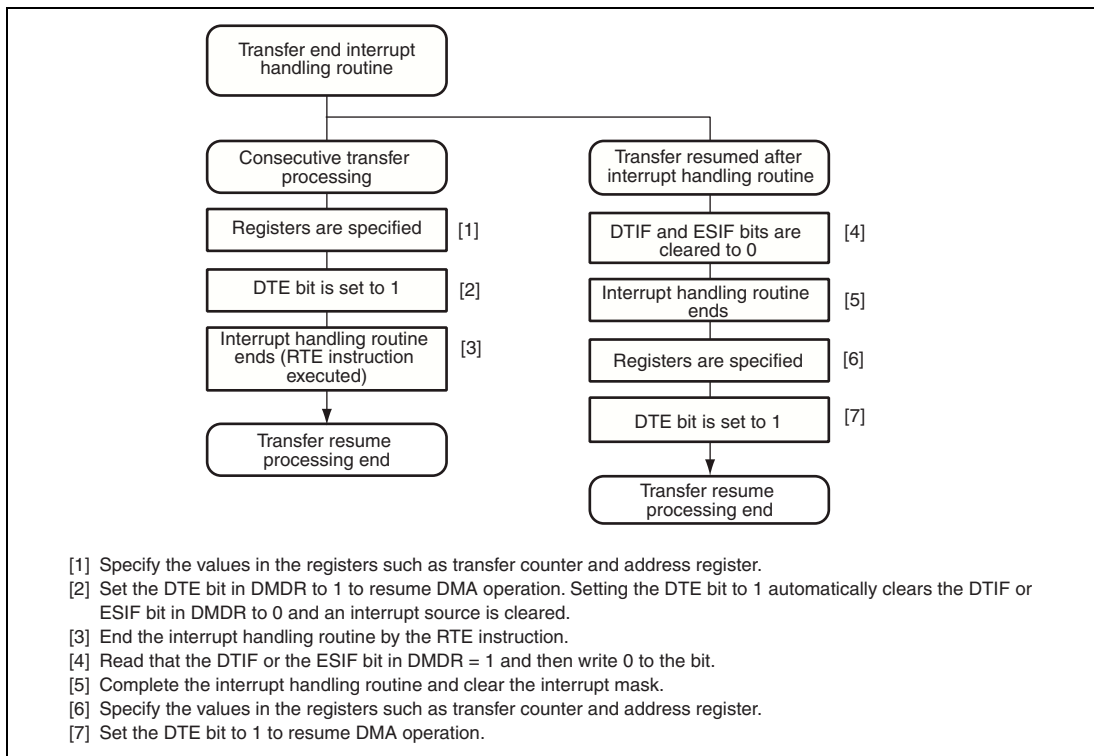 Transfer end interrupt
handling routine
Consecutive transfer
processing
Registers are specified
[1]
DTE bit is set to 1
[2]
Interrupt handling routine
ends (RTE instruction
executed)
[3]
Transfer resume
processing end
Transfer resumed after
interrupt handling routine
DTIF and ESIF bits are
cleared to 0
[4]
Interrupt handling routine
ends
[5]
Registers are specified
[6]
DTE bit is set to 1
[7]
Transfer resume
processing end
[1] Specify the values in the registers such as transfer counter and address register.
[2] Set the DTE bit in DMDR to 1 to resume DMA operation. Setting the DTE bit to 1 automatically clears the DTIF or
ESIF bit in DMDR to 0 and an interrupt source is cleared.
[3] End the interrupt handling routine by the RTE instruction.
[4] Read that the DTIF or the ESIF bit in DMDR = 1 and then write 0 to the bit.
[5] Complete the interrupt handling routine and clear the interrupt mask.
[6] Specify the values in the registers such as transfer counter and address register.
[7] Set the DTE bit to 1 to resume DMA operation.